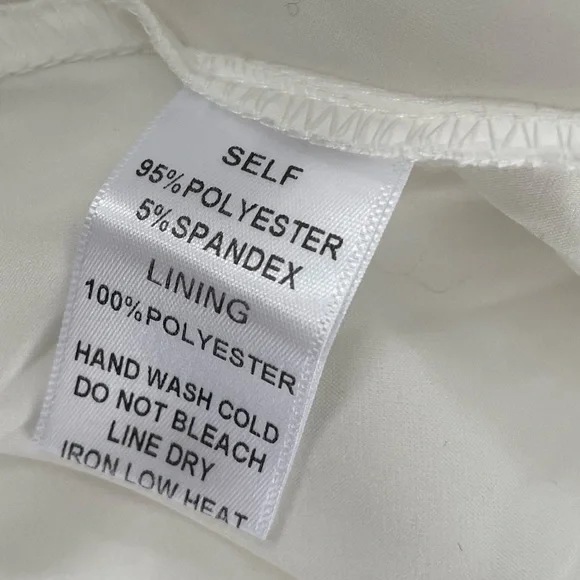 SELF
95%POLYESTER
5%SPANDEX
LINING
100%POLYESTER
HAND WASH COLD
DO NOT BLEACH
LINE DRY
IRON LOW HEAT